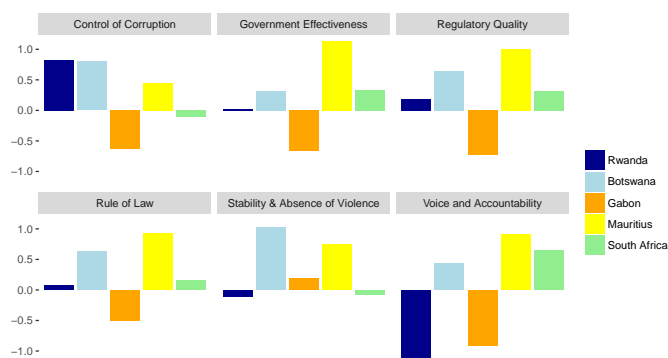 Control of Corruption
Government Effectiveness
Regulatory Quality
1.0
0.5
0.0
−0.5
−1.0
Rule of Law
Stability & Absence of Violence
Voice and Accountability
1.0
0.5
0.0
−0.5
−1.0
Rwanda
Botswana
Gabon
Mauritius
South Africa